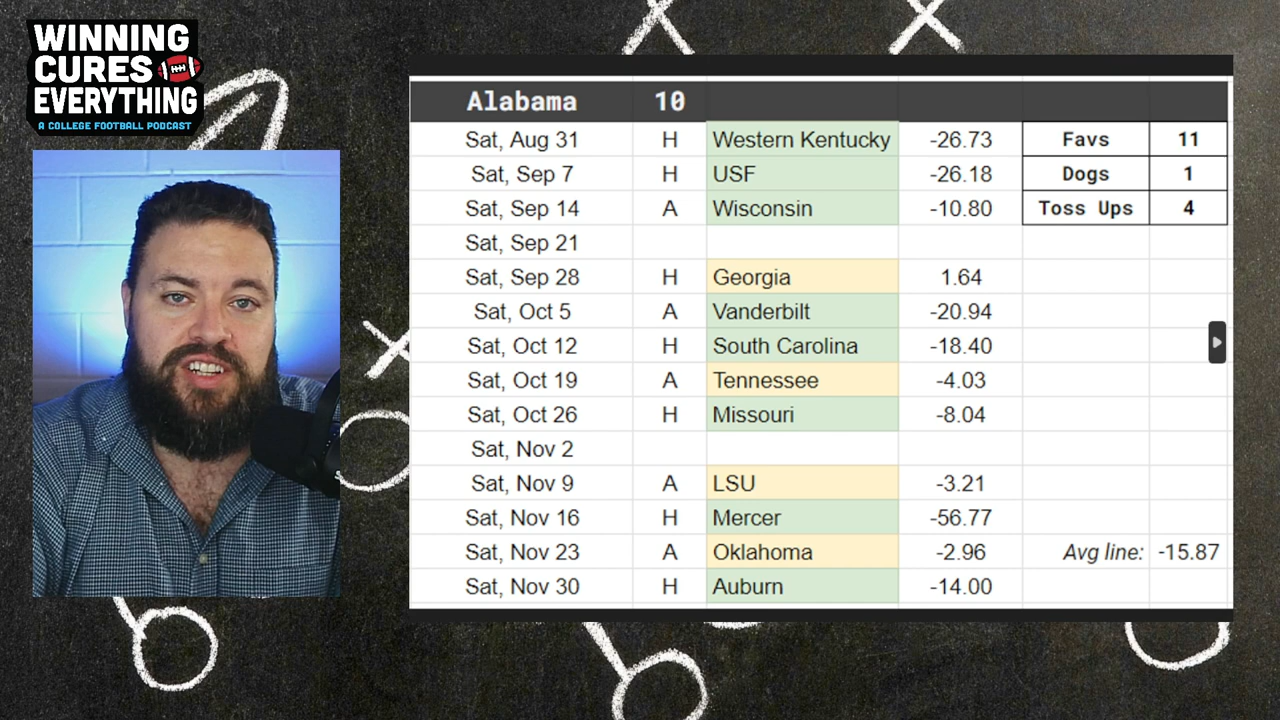 WINNING
CURES
EVERYTHING
A COLLEGE FOOTBALL PODCAST
Alabama 10
Sat, Aug 31 H Western Kentucky -26.73 Favs 11
Sat, Sep 7 H USF -26.18 Dogs 1
Sat, Sep 14 A Wisconsin -10.80 Toss Ups 4
Sat, Sep 21
Sat, Sep 28 H Georgia 1.64
Sat, Oct 5 A Vanderbilt -20.94
Sat, Oct 12 H South Carolina -18.40
Sat, Oct 19 A Tennessee -4.03
Sat, Oct 26 H Missouri -8.04
Sat, Nov 2
Sat, Nov 9 A LSU -3.21
Sat, Nov 16 H Mercer -56.77
Sat, Nov 23 A Oklahoma -2.96 Avg line: -15.87
Sat, Nov 30 H Auburn -14.00